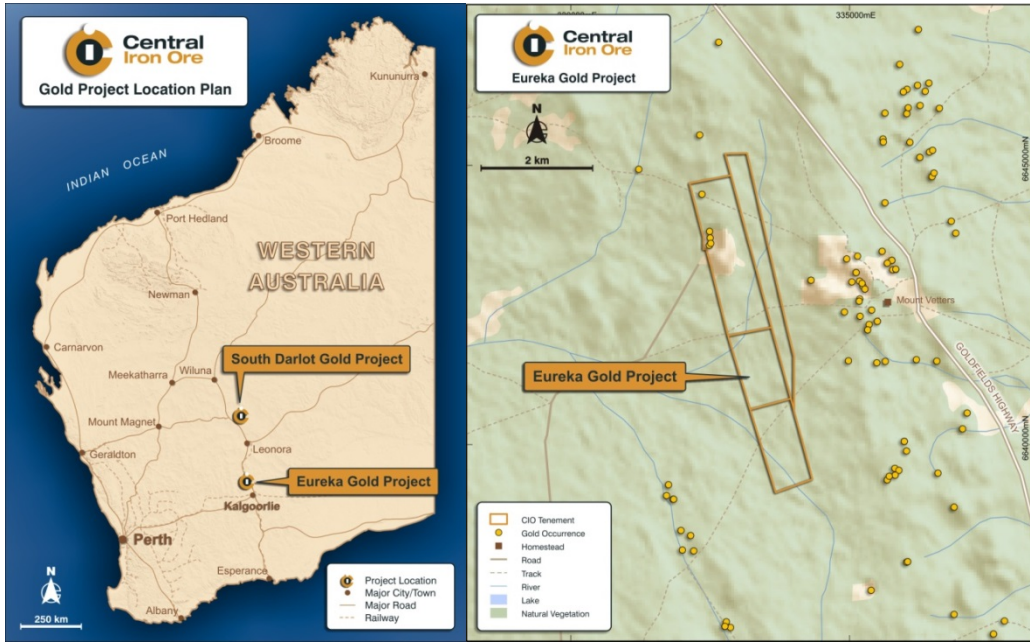 Central
Iron Ore
Gold Project Location Plan
Kununurra
Broome
INDIAN OCEAN
Port Hedland
WESTERN
AUSTRALIA
Newman
Carnarvon
South Darlot Gold Project
Meekatharra
Wiluna
Mount Magnet
Leonora
Geraldton
Eureka Gold Project
Kalgoorlie
Perth
Esperance
Albany
N
250 km
Project Location
Major City/Town
Major Road
Railway
Central
Iron Ore
Eureka Gold Project
335000mE
N
2 km
6645000mN
Mount Vetters
GOLDFIELDS HIGHWAY
Eureka Gold Project
6640000mN
CIO Tenement
Gold Occurrence
Homestead
Road
Track
River
Lake
Natural Vegetation